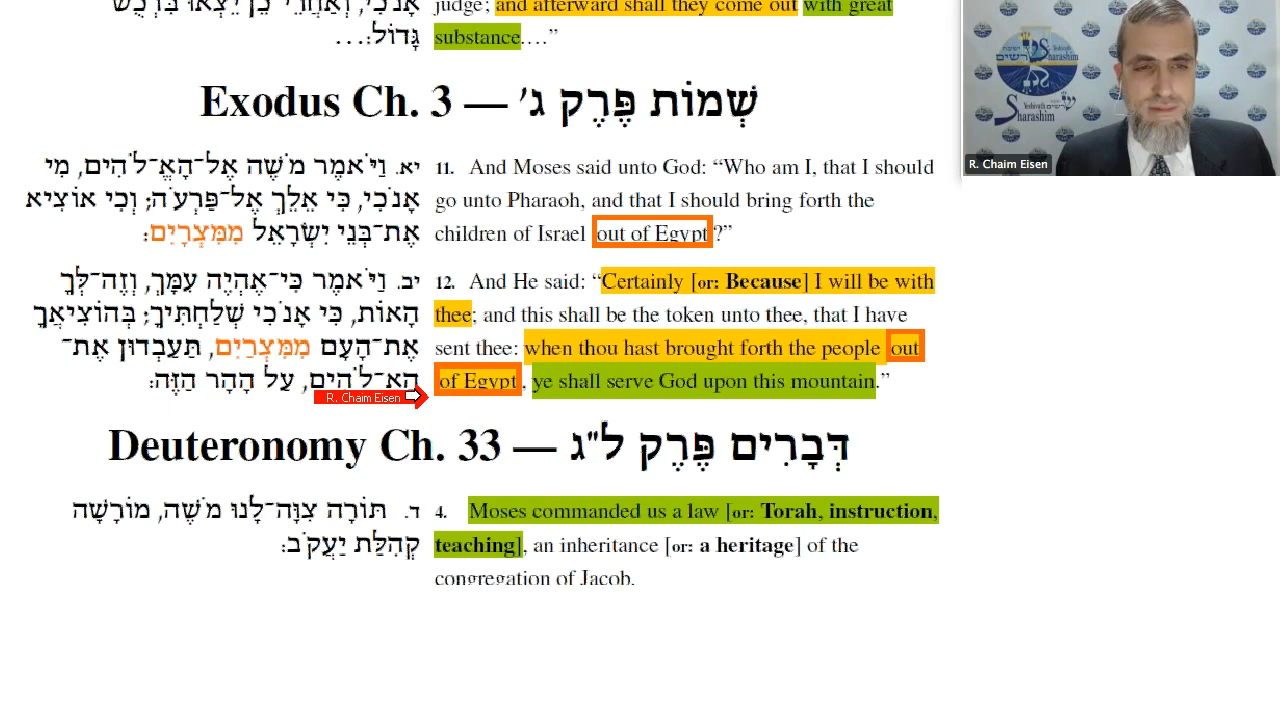 אָנֹכִי, וְאַחֲרֵי־כֵן יֵצְאוּ בִּרְכֻשׁ
גָּדוֹל:…
judge; and afterward shall they come out with great
substance….”
Exodus Ch. 3 — שְׁמוֹת פֶּרֶק ג'
יא. וַיֹּאמֶר מֹשֶׁה אֶל־הָאֱ־לֹהִים, מִי
אָנֹכִי, כִּי אֵלֵךְ אֶל־פַּרְעֹה; וְכִי אוֹצִיא
אֶת־בְּנֵי יִשְׂרָאֵל מִמִּצְרָיִם:
11. And Moses said unto God: “Who am I, that I should
go unto Pharaoh, and that I should bring forth the
children of Israel out of Egypt?”
יב. וַיֹּאמֶר כִּי־אֶהְיֶה עִמָּךְ, וְזֶה־לְּךָ
הָאוֹת, כִּי אָנֹכִי שְׁלַחְתִּיךָ; בְּהוֹצִיאֲךָ
אֶת־הָעָם מִמִּצְרַיִם, תַּעַבְדוּן אֶת־
הָאֱ־לֹהִים, עַל הָהָר הַזֶּה:
12. And He said: “Certainly [or: Because] I will be with
thee; and this shall be the token unto thee, that I have
sent thee: when thou hast brought forth the people out
of Egypt, ye shall serve God upon this mountain.”
R. Chaim Eisen
Deuteronomy Ch. 33 — דְּבָרִים פֶּרֶק ל"ג
ד. תּוֹרָה צִוָּה־לָנוּ מֹשֶׁה, מוֹרָשָׁה
קְהִלַּת יַעֲקֹב:
4. Moses commanded us a law [or: Torah, instruction,
teaching], an inheritance [or: a heritage] of the
congregation of Jacob.
Yeshivath
Sharashim
שרשים
R. Chaim Eisen